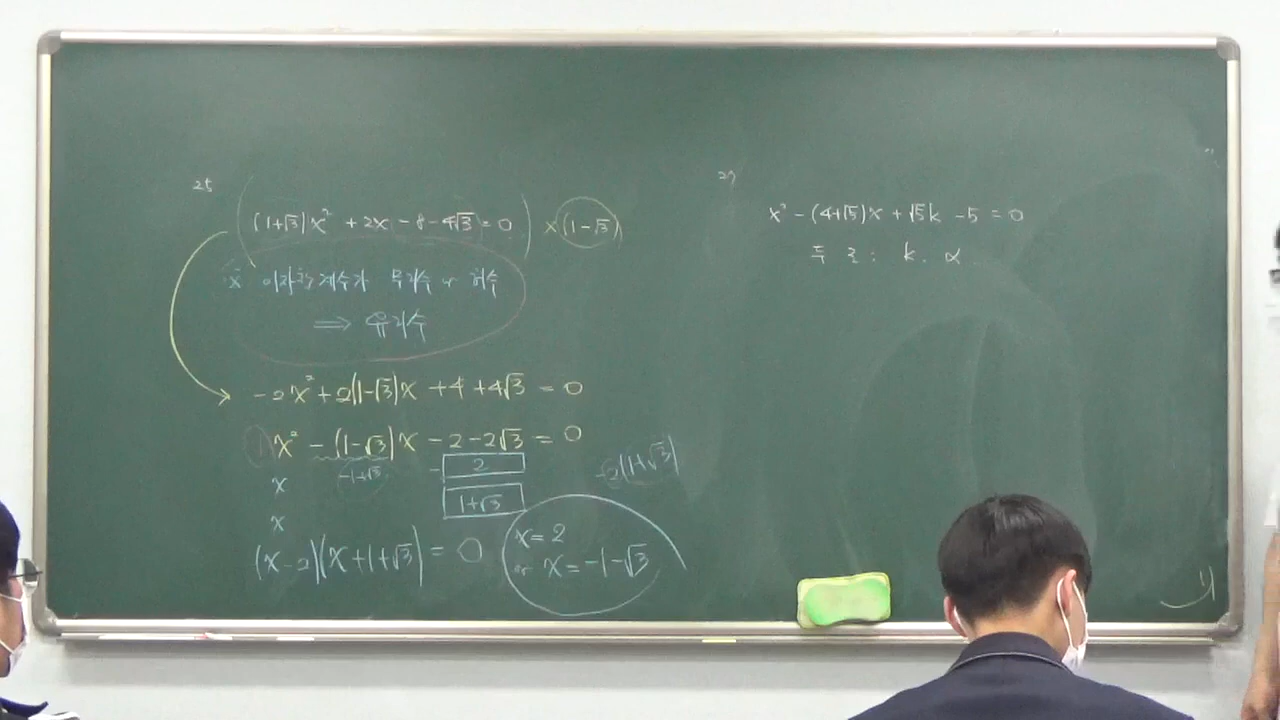 25
(1+√3)x² + 2x - 8 - 4√3 = 0 ) × (1-√3)
※ 이차항 계수가 무리수 or 허수
⟹ 유리수
-2x² + 2(1-√3)x + 4 + 4√3 = 0
x² - (1-√3)x - 2 - 2√3 = 0
-1+√3
- 2
-2(1+√3)
x
1+√3
x
(x-2)(x+1+√3) = 0
x = 2
or x = -1-√3
27
x² - (4+√5)x + √5k - 5 = 0
두 근 : k, α